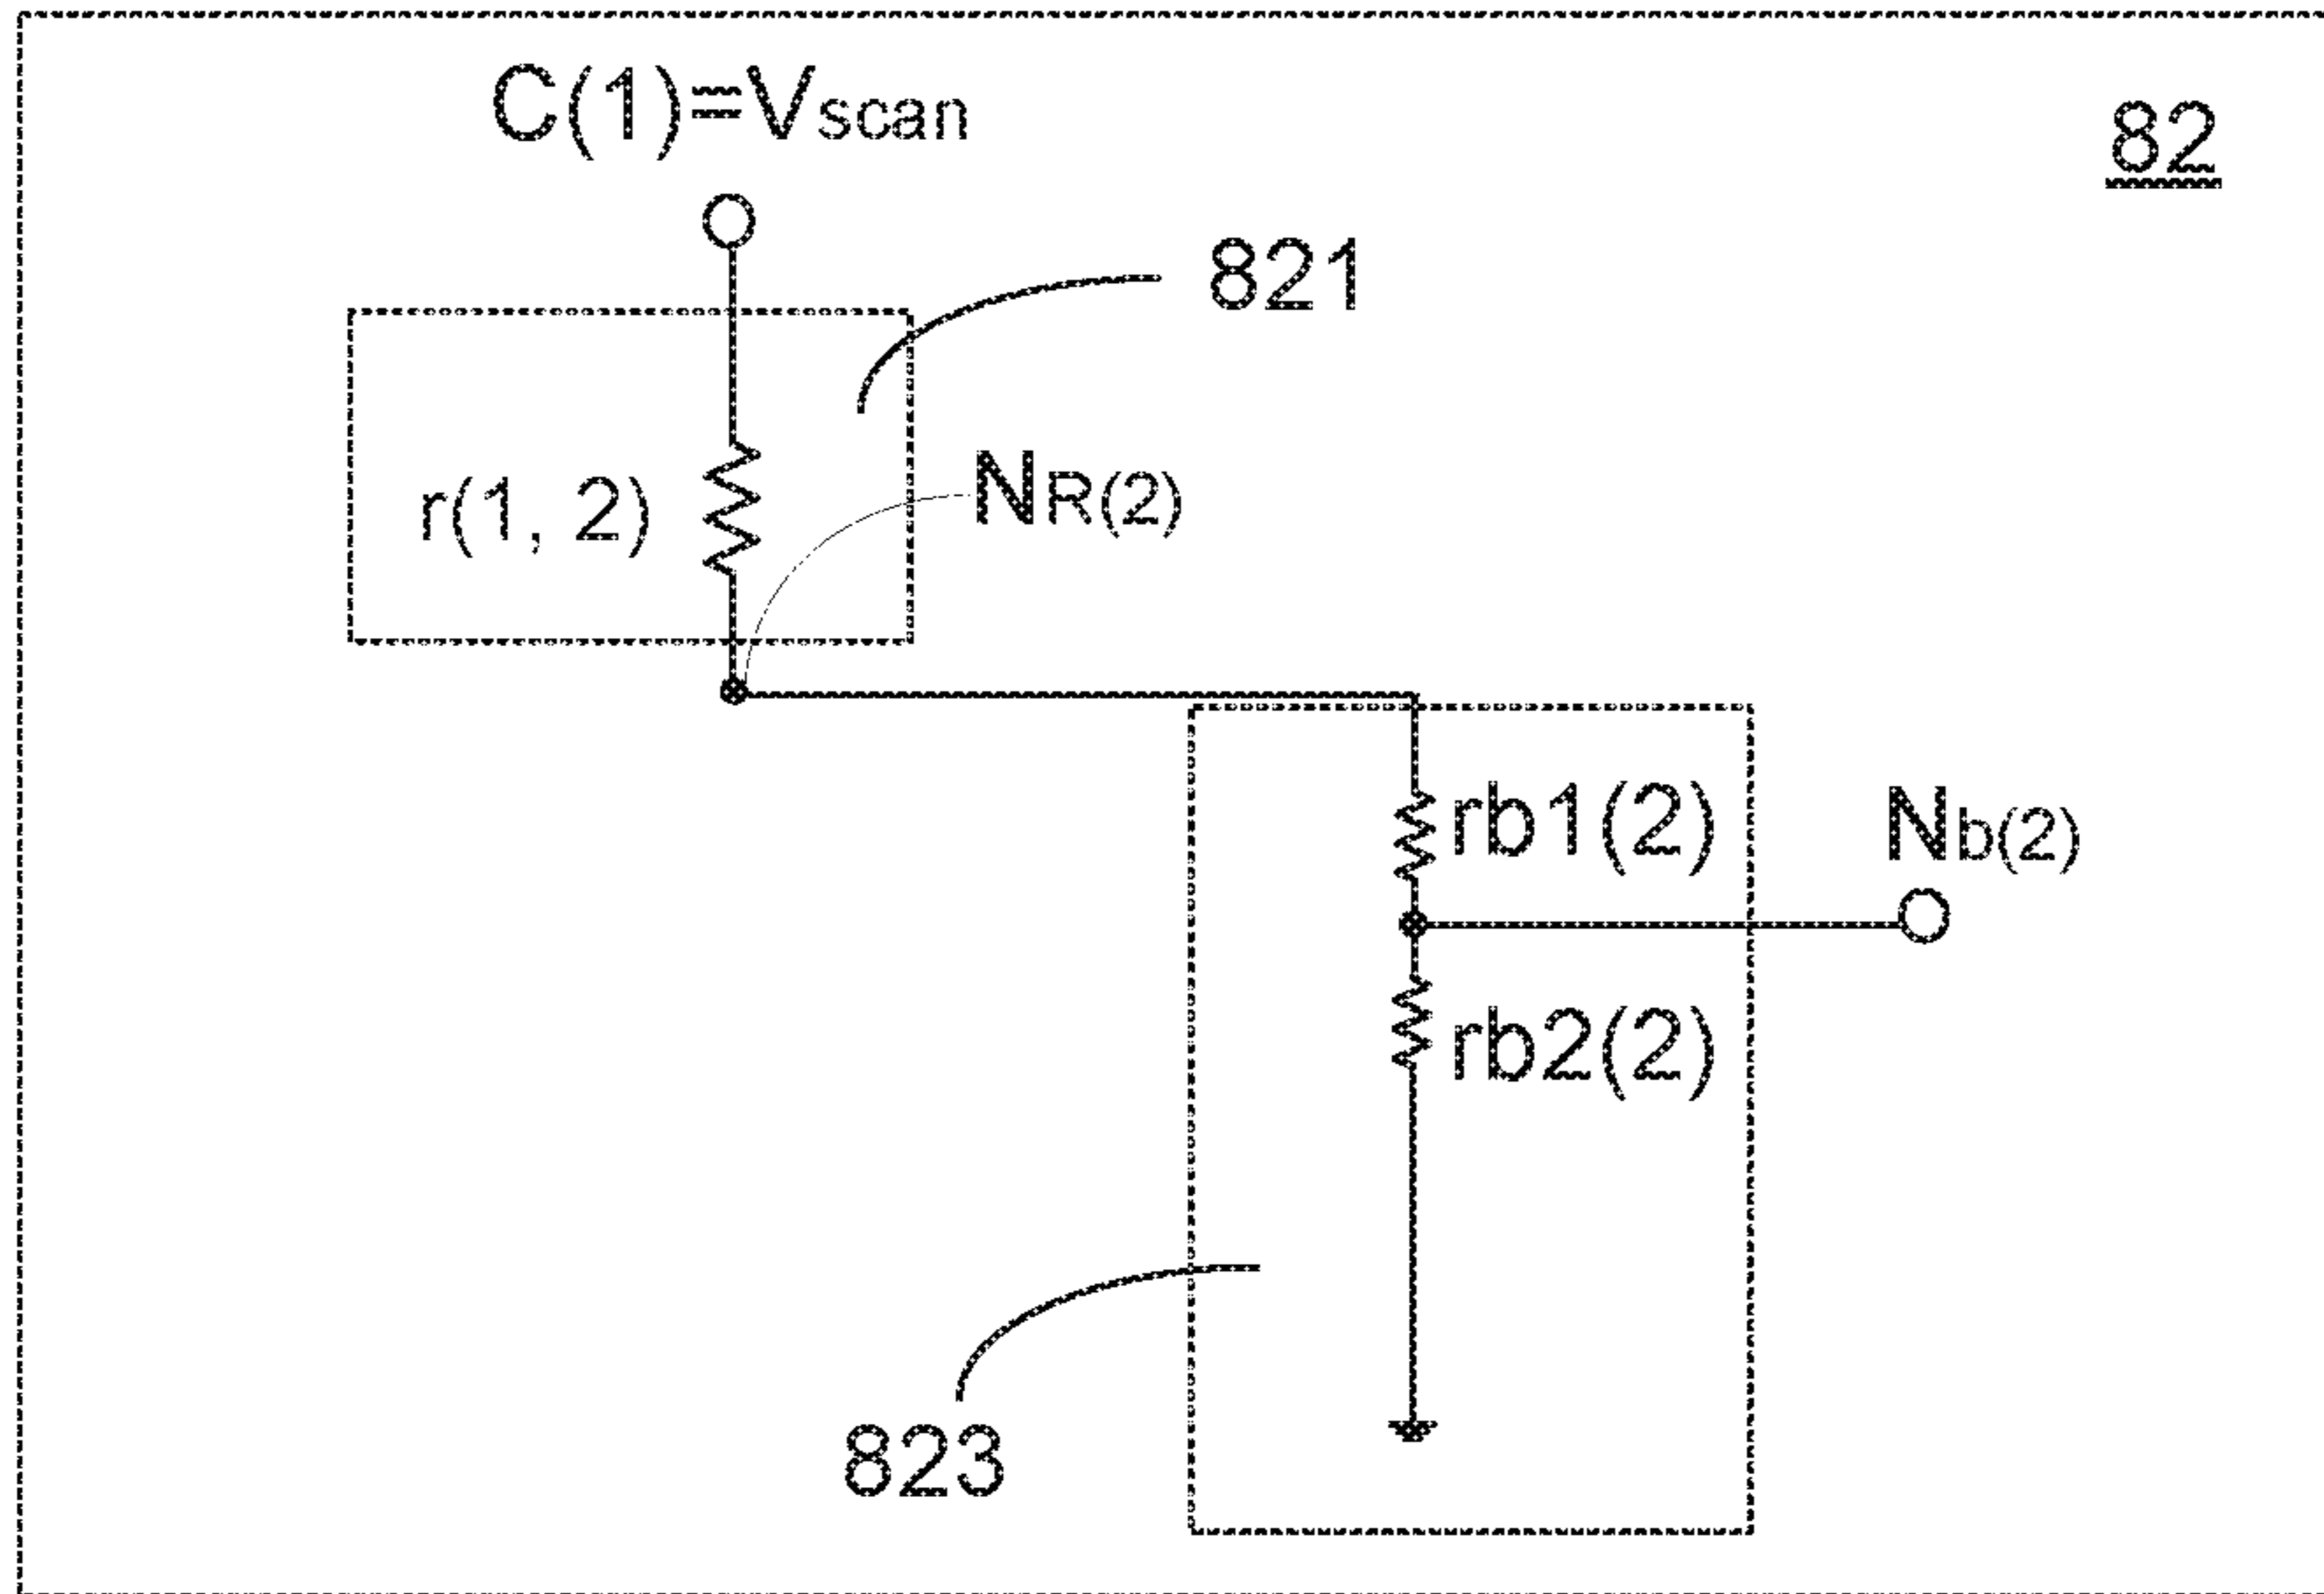 C(1)=Vscan
82
821
r(1, 2)
NR(2)
rb1(2)
Nb(2)
rb2(2)
823